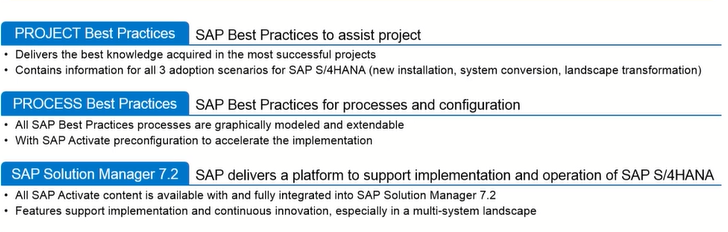 PROJECT Best Practices SAP Best Practices to assist project
• Delivers the best knowledge acquired in the most successful projects
• Contains information for all 3 adoption scenarios for SAP S/4HANA (new installation, system conversion, landscape transformation)
PROCESS Best Practices SAP Best Practices for processes and configuration
• All SAP Best Practices processes are graphically modeled and extendable
• With SAP Activate preconfiguration to accelerate the implementation
SAP Solution Manager 7.2 SAP delivers a platform to support implementation and operation of SAP S/4HANA
• All SAP Activate content is available with and fully integrated into SAP Solution Manager 7.2
• Features support implementation and continuous innovation, especially in a multi-system landscape